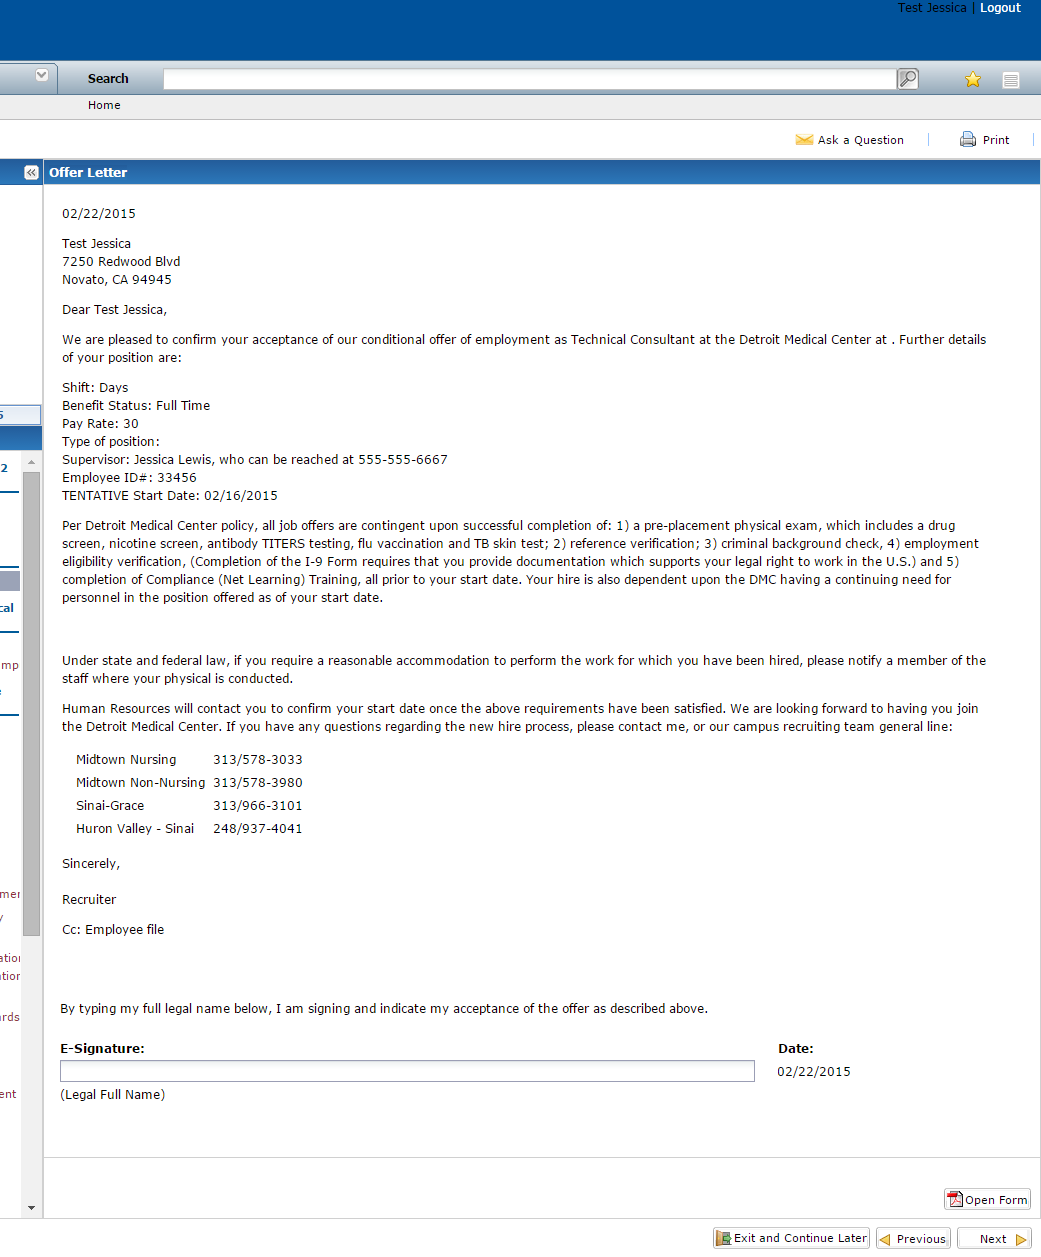 Test Jessica | Logout
Search
Home
Ask a Question
Print
Offer Letter
02/22/2015
Test Jessica
7250 Redwood Blvd
Novato, CA 94945
Dear Test Jessica,
We are pleased to confirm your acceptance of our conditional offer of employment as Technical Consultant at the Detroit Medical Center at . Further details
of your position are:
Shift: Days
Benefit Status: Full Time
Pay Rate: 30
Type of position:
Supervisor: Jessica Lewis, who can be reached at 555-555-6667
Employee ID#: 33456
TENTATIVE Start Date: 02/16/2015
Per Detroit Medical Center policy, all job offers are contingent upon successful completion of: 1) a pre-placement physical exam, which includes a drug
screen, nicotine screen, antibody TITERS testing, flu vaccination and TB skin test; 2) reference verification; 3) criminal background check, 4) employment
eligibility verification, (Completion of the I-9 Form requires that you provide documentation which supports your legal right to work in the U.S.) and 5)
completion of Compliance (Net Learning) Training, all prior to your start date. Your hire is also dependent upon the DMC having a continuing need for
personnel in the position offered as of your start date.
Under state and federal law, if you require a reasonable accommodation to perform the work for which you have been hired, please notify a member of the
staff where your physical is conducted.
Human Resources will contact you to confirm your start date once the above requirements have been satisfied. We are looking forward to having you join
the Detroit Medical Center. If you have any questions regarding the new hire process, please contact me, or our campus recruiting team general line:
Midtown Nursing 313/578-3033
Midtown Non-Nursing 313/578-3980
Sinai-Grace 313/966-3101
Huron Valley - Sinai 248/937-4041
Sincerely,
Recruiter
Cc: Employee file
By typing my full legal name below, I am signing and indicate my acceptance of the offer as described above.
E-Signature:
Date:
02/22/2015
(Legal Full Name)
Open Form
Exit and Continue Later
Previous
Next
2
cal
mp
ards
ent